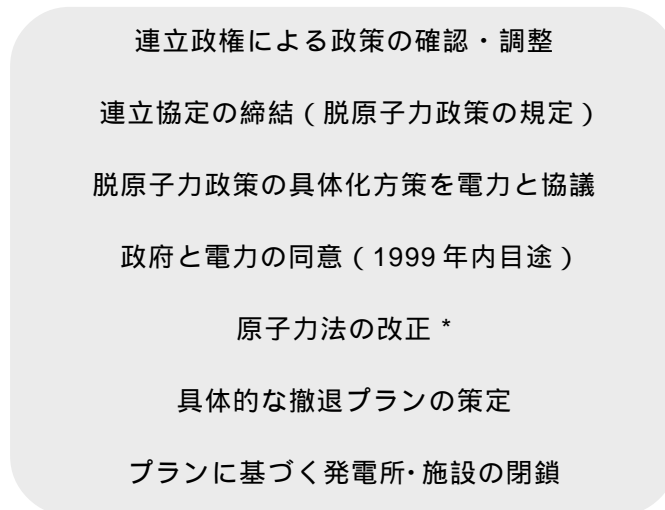 連立政権による政策の確認・調整
連立協定の締結（脱原子力政策の規定）
脱原子力政策の具体化方策を電力と協議
政府と電力の同意（1999年内目途）
原子力法の改正 *
具体的な撤退プランの策定
プランに基づく発電所・施設の閉鎖